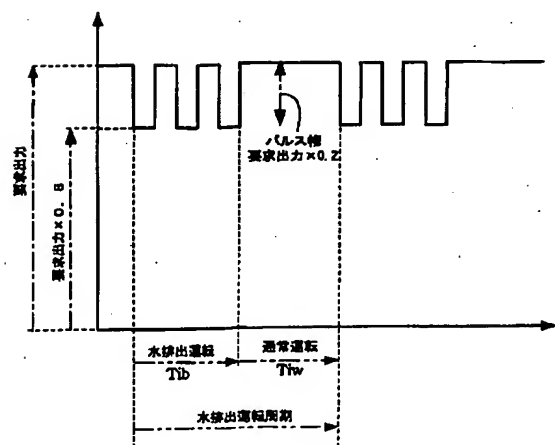 要求出力
要求出力×0.8
パルス幅
要求出力×0.2
水排出運転
Tib
通常運転
Tiw
水排出運転周期